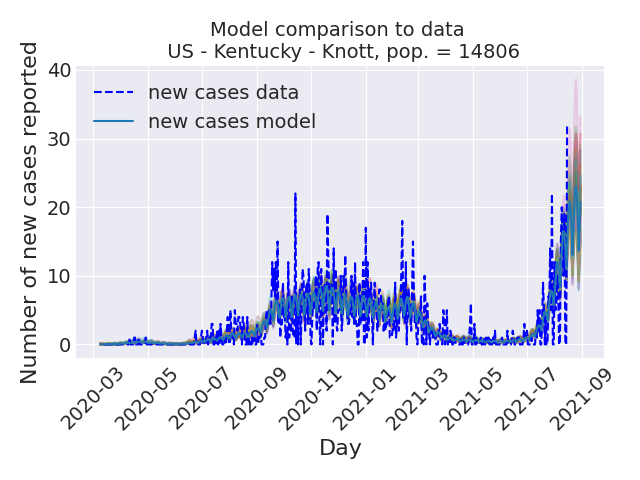 Model comparison to data
US - Kentucky - Knott, pop. = 14806
Number of new cases reported
40
30
20
10
0
new cases data
new cases model
2020-03
2020-05
2020-07
2020-09
2020-11
2021-01
2021-03
2021-05
2021-07
2021-09
Day